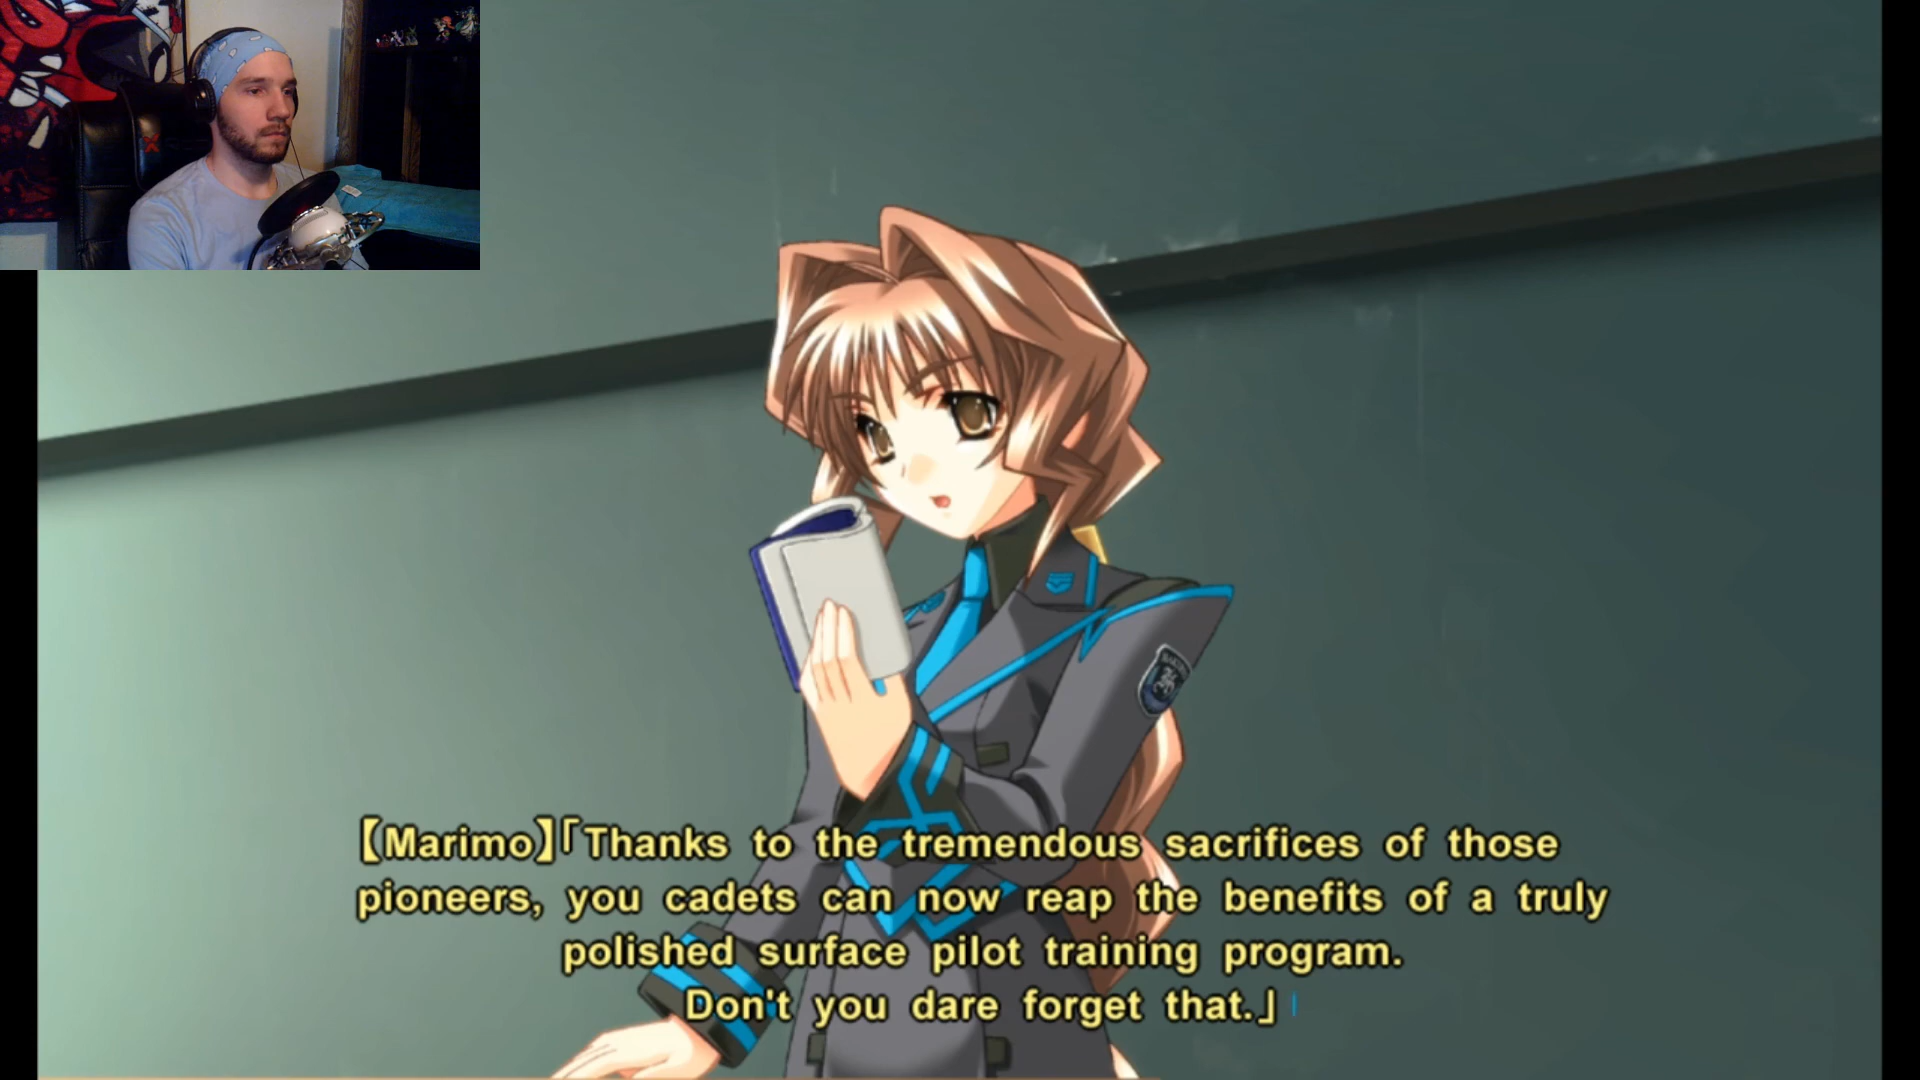 【Marimo】「Thanks to the tremendous sacrifices of those
pioneers, you cadets can now reap the benefits of a truly
polished surface pilot training program.
Don't you dare forget that.」